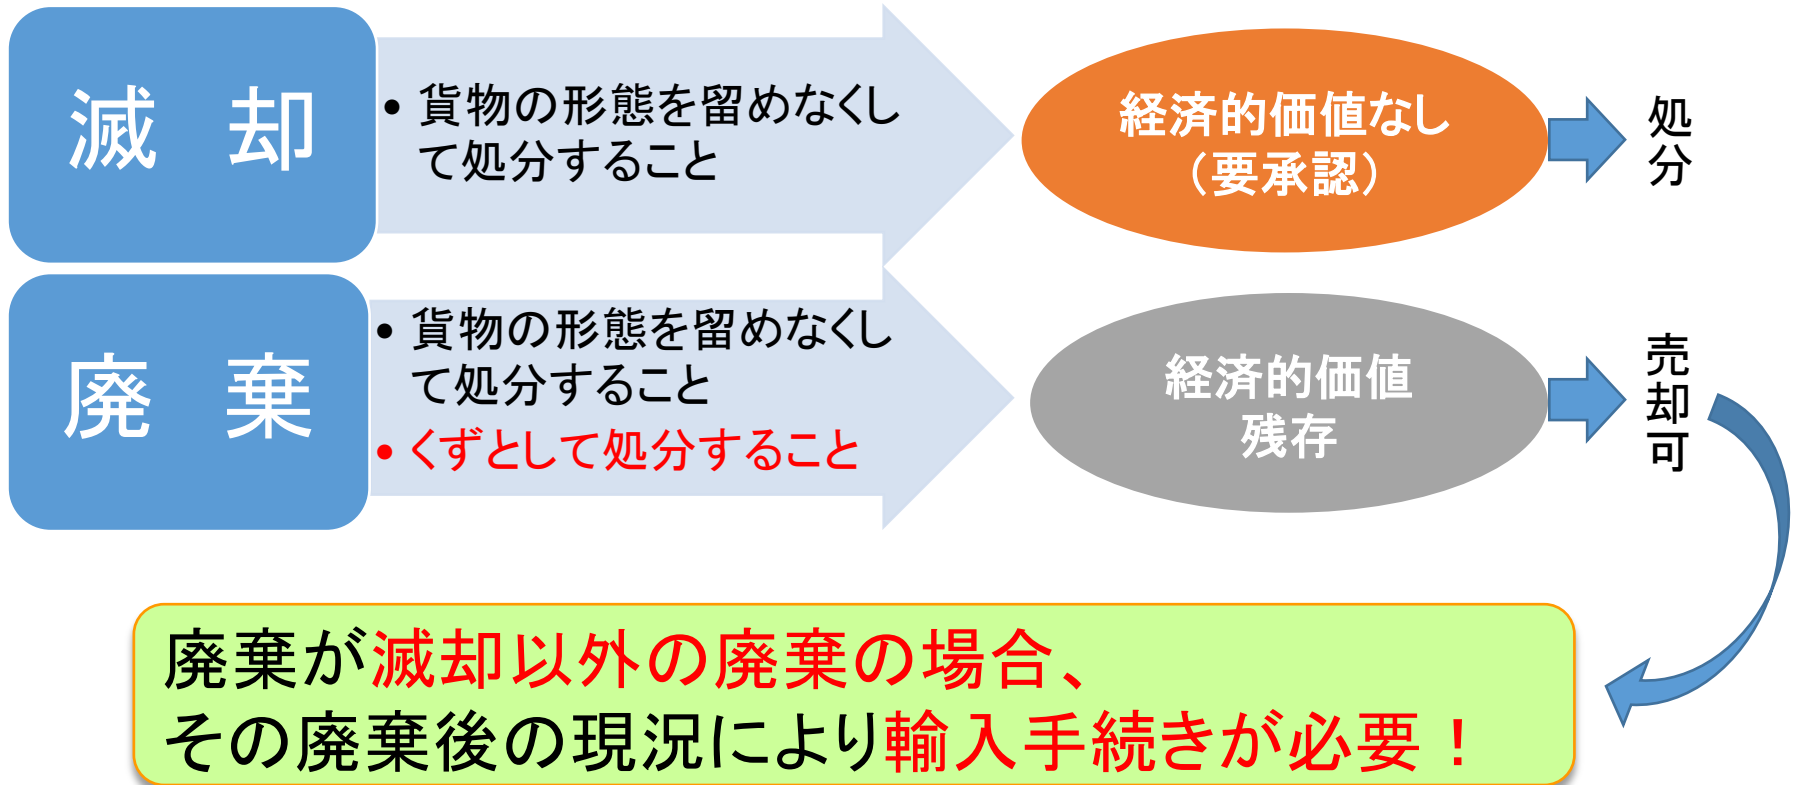 滅　却
• 貨物の形態を留めなくし
て処分すること
経済的価値なし
（要承認）
処
分
廃　棄
• 貨物の形態を留めなくし
て処分すること
• くずとして処分すること
経済的価値
残存
売
却
可
廃棄が滅却以外の廃棄の場合、
その廃棄後の現況により輸入手続きが必要！